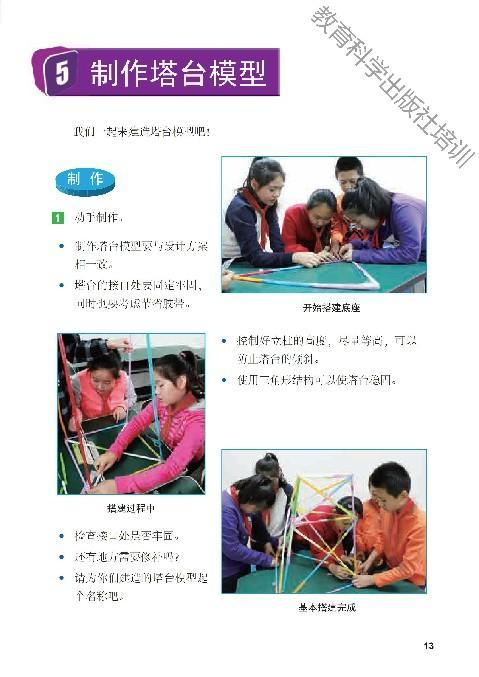 教育科学出版社培训
5 制作塔台模型
我们一起来建造塔台模型吧！
制 作
1 动手制作。
• 制作塔台模型要与设计方案
相一致。
• 塔台的接口处要固定牢固，
同时也要考虑节省胶带。
开始搭建底座
• 控制好立柱的高度，尽量等高，可以
防止塔台的倾斜。
• 使用三角形结构可以使塔台稳固。
搭建过程中
• 检查接口处是否牢固。
• 还有地方需要修补吗？
• 请为你们建造的塔台模型起
个名称吧。
基本搭建完成
13